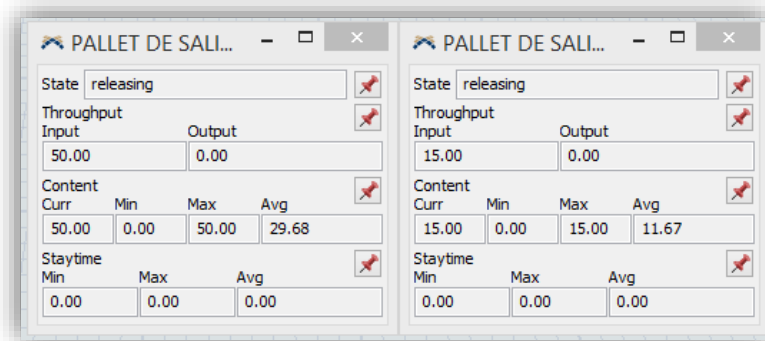 PALLET DE SALI...
State releasing
Throughput
Input Output
50.00 0.00
Content
Curr Min Max Avg
50.00 0.00 50.00 29.68
Staytime
Min Max Avg
0.00 0.00 0.00
PALLET DE SALI...
State releasing
Throughput
Input Output
15.00 0.00
Content
Curr Min Max Avg
15.00 0.00 15.00 11.67
Staytime
Min Max Avg
0.00 0.00 0.00